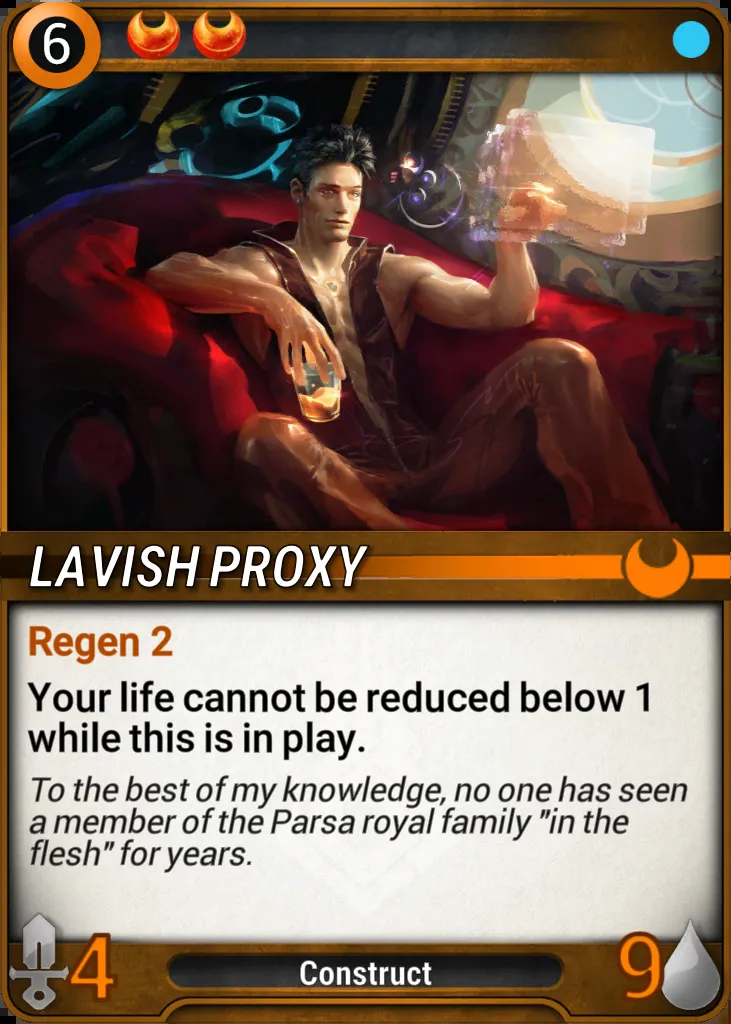 6
LAVISH PROXY
Regen 2
Your life cannot be reduced below 1
while this is in play.
To the best of my knowledge, no one has seen
a member of the Parsa royal family "in the
flesh" for years.
4
Construct
9